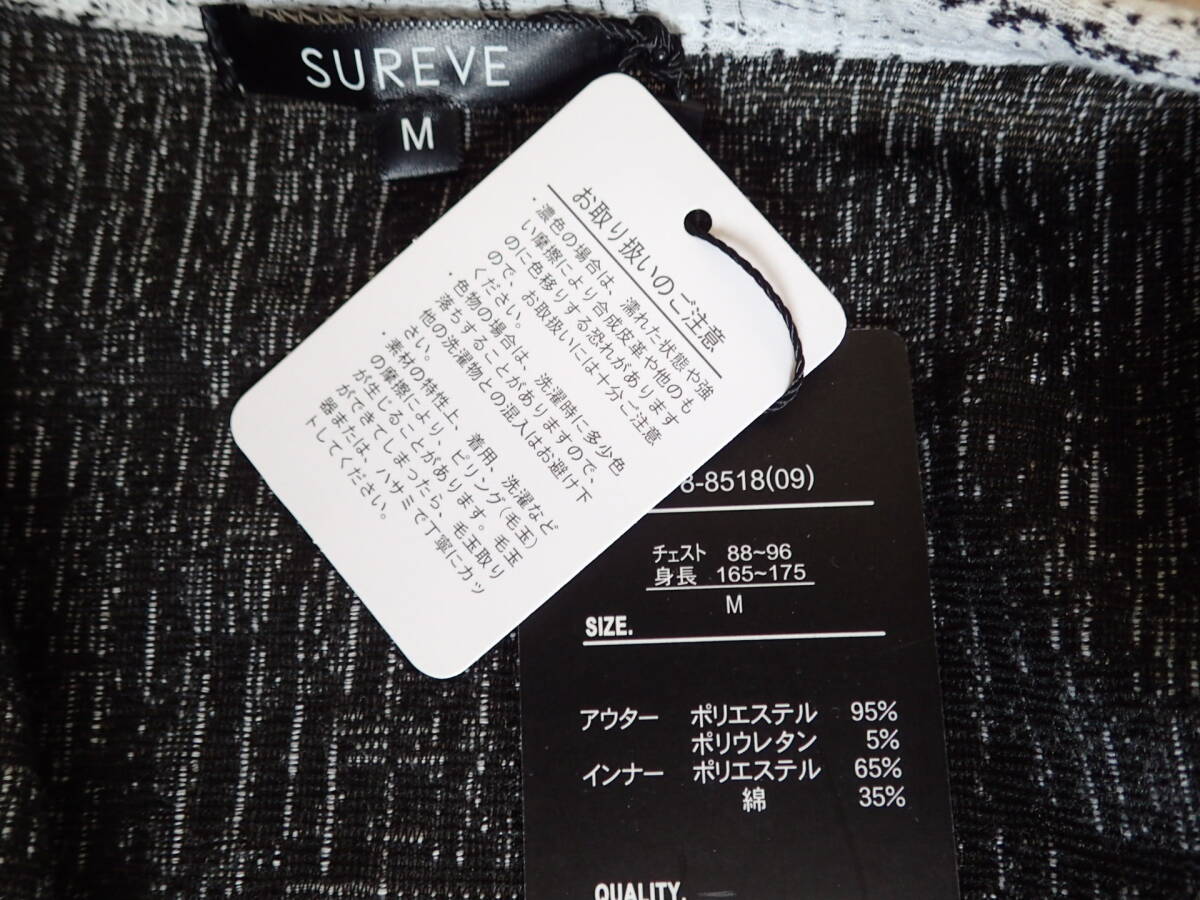 SUREVE
M
お取り扱いのご注意
・濃色の場合は、濡れた状態や強
い摩擦により合成皮革や他のも
のに色移りする恐れがあります
ので、お取扱いには十分ご注意
ください。
・色物の場合は、洗濯時に多少色
落ちすることがありますので、
他の洗濯物との混入はお避け下
さい。
・素材の特性上、着用、洗濯など
の摩擦により、ピリング(毛玉)
が生じることがあります。毛玉
ができてしまったら、毛玉取り
器または、ハサミで丁寧にカッ
トしてください。
8-8518(09)
チェスト 88~96
身長 165~175
M
SIZE.
アウター ポリエステル 95%
ポリウレタン 5%
インナー ポリエステル 65%
綿 35%
QUALITY.